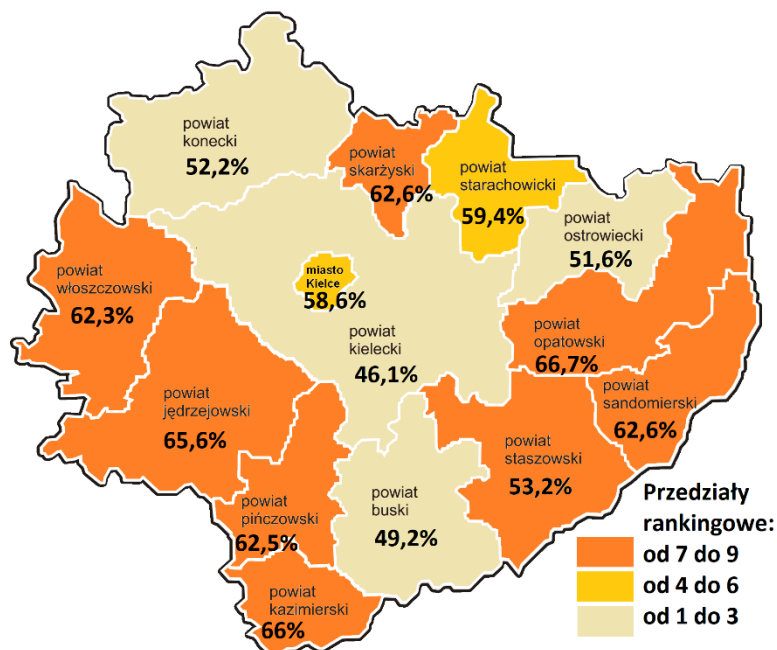 powiat
konecki
52,2%
powiat
skarżyski
62,6%
powiat
starachowicki
59,4%
powiat
ostrowiecki
51,6%
powiat
włoszczowski
62,3%
miasto
Kielce
58,6%
powiat
kielecki
46,1%
powiat
opatowski
66,7%
powiat
jędrzejowski
65,6%
powiat
sandomierski
62,6%
powiat
staszowski
53,2%
powiat
pińczowski
62,5%
powiat
buski
49,2%
powiat
kazimierski
66%
Przedziały
rankingowe:
od 7 do 9
od 4 do 6
od 1 do 3